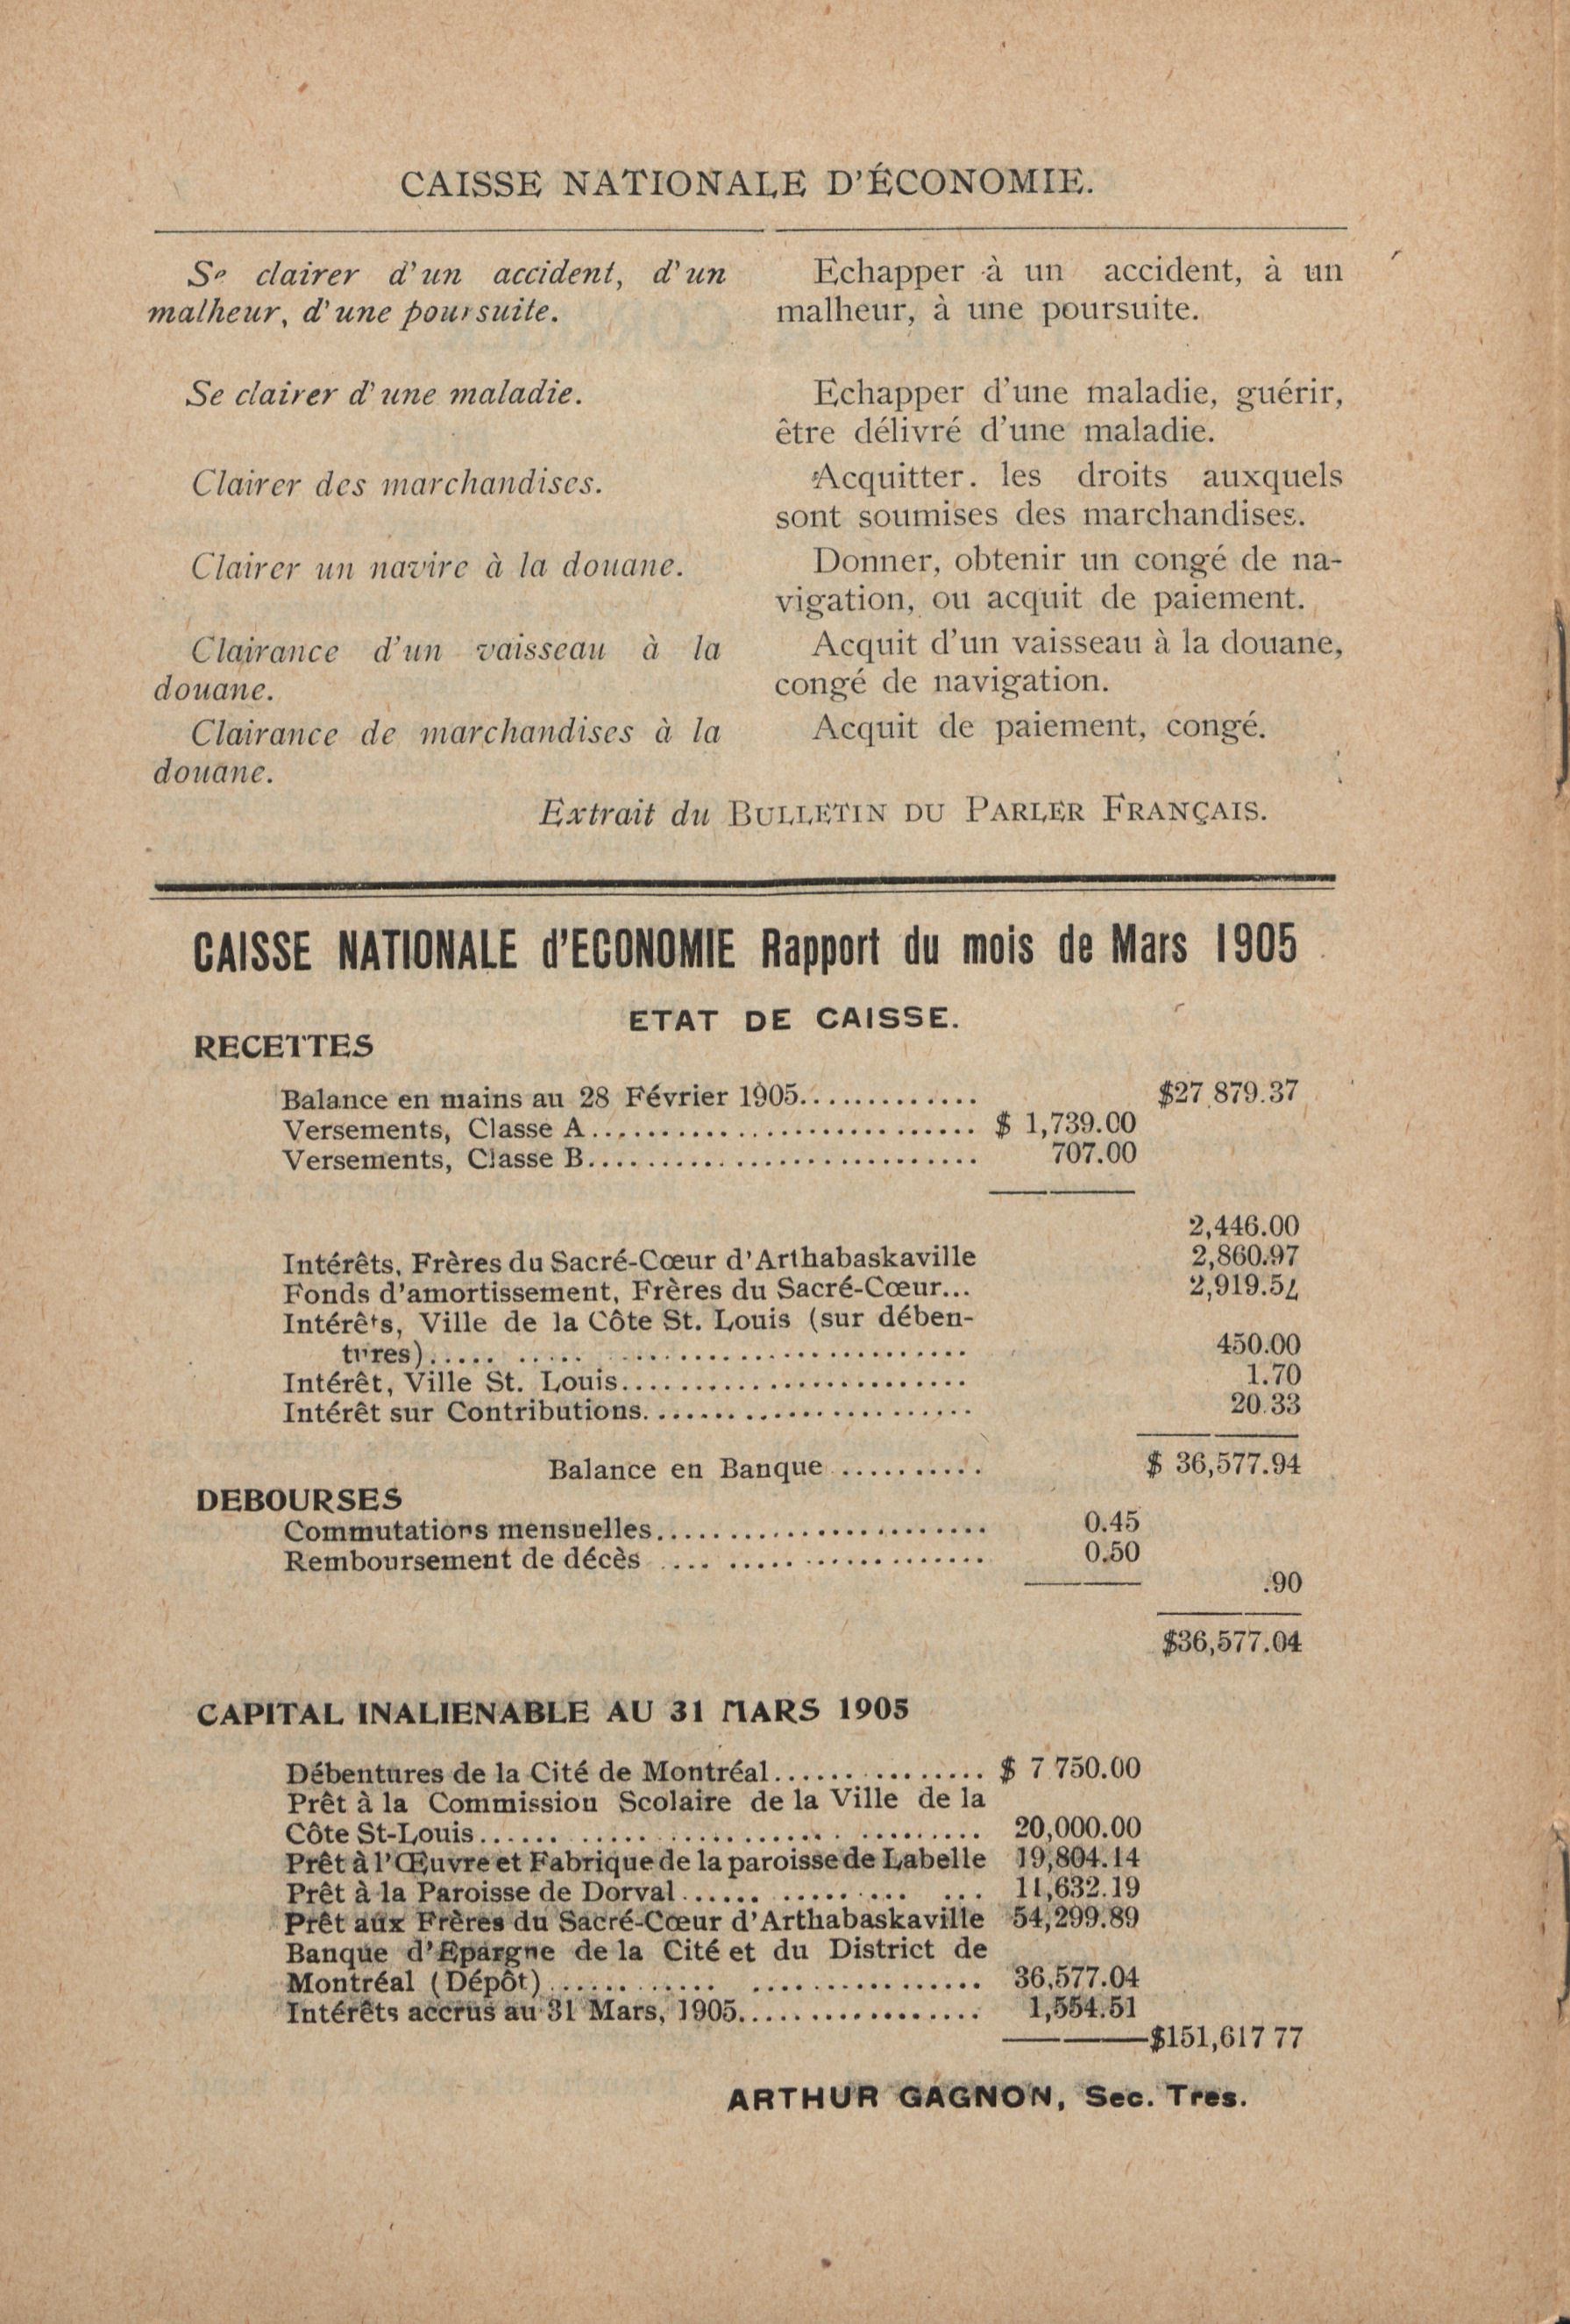 CAISSE NATIONALE D'ÉCONOMIE.
Se clairer d'un accident, d'un
malheur, d'une poursuite.
Echapper à un accident, à un
malheur, à une poursuite.
Se clairer d'une maladie.
Echapper d'une maladie, guérir,
être délivré d'une maladie.
Clairer des marchandises.
Acquitter. les droits auxquels
sont soumises des marchandises.
Clairer un navire à la douane.
Donner, obtenir un congé de na-
vigation, ou acquit de paiement.
Clairance d'un vaisseau à la
douane.
Acquit d'un vaisseau à la douane,
congé de navigation.
Clairance de marchandises à la
douane.
Acquit de paiement, congé.
Extrait du BULLETIN DU PARLER FRANÇAIS.
CAISSE NATIONALE d'ECONOMIE Rapport du mois de Mars 1905
ETAT DE CAISSE.
RECETTES
Balance en mains au 28 Février 1905.............. $27 879.37
Versements, Classe A............................ $ 1,739.00
Versements, Classe B............................ 707.00
2,446.00
Intérêts, Frères du Sacré-Cœur d'Arthabaskaville 2,860.97
Fonds d'amortissement, Frères du Sacré-Cœur... 2,919.54
Intérêts, Ville de la Côte St. Louis (sur dében-
tures)..... ..... .......................... 450.00
Intérêt, Ville St. Louis......................... 1.70
Intérêt sur Contributions........................ 20.33
Balance en Banque .......... $ 36,577.94
DEBOURSES
Commutations mensuelles........................ 0.45
Remboursement de décès .... ..... ............. 0.50
.90
$36,577.04
CAPITAL INALIENABLE AU 31 MARS 1905
Débentures de la Cité de Montréal............... $ 7 750.00
Prêt à la Commission Scolaire de la Ville de la
Côte St-Louis...... ..... ........... ......... 20,000.00
Prêt à l'Œuvre et Fabrique de la paroisse de Labelle 19,804.14
Prêt à la Paroisse de Dorval...... ..... ... ... 11,632.19
Prêt aux Frères du Sacré-Cœur d'Arthabaskaville 54,299.89
Banque d'Epargne de la Cité et du District de
Montréal (Dépôt)............ ................ 36,577.04
Intérêts accrus au 31 Mars, 1905.................. 1,554.51
$151,617 77
ARTHUR GAGNON, Sec. Tres.